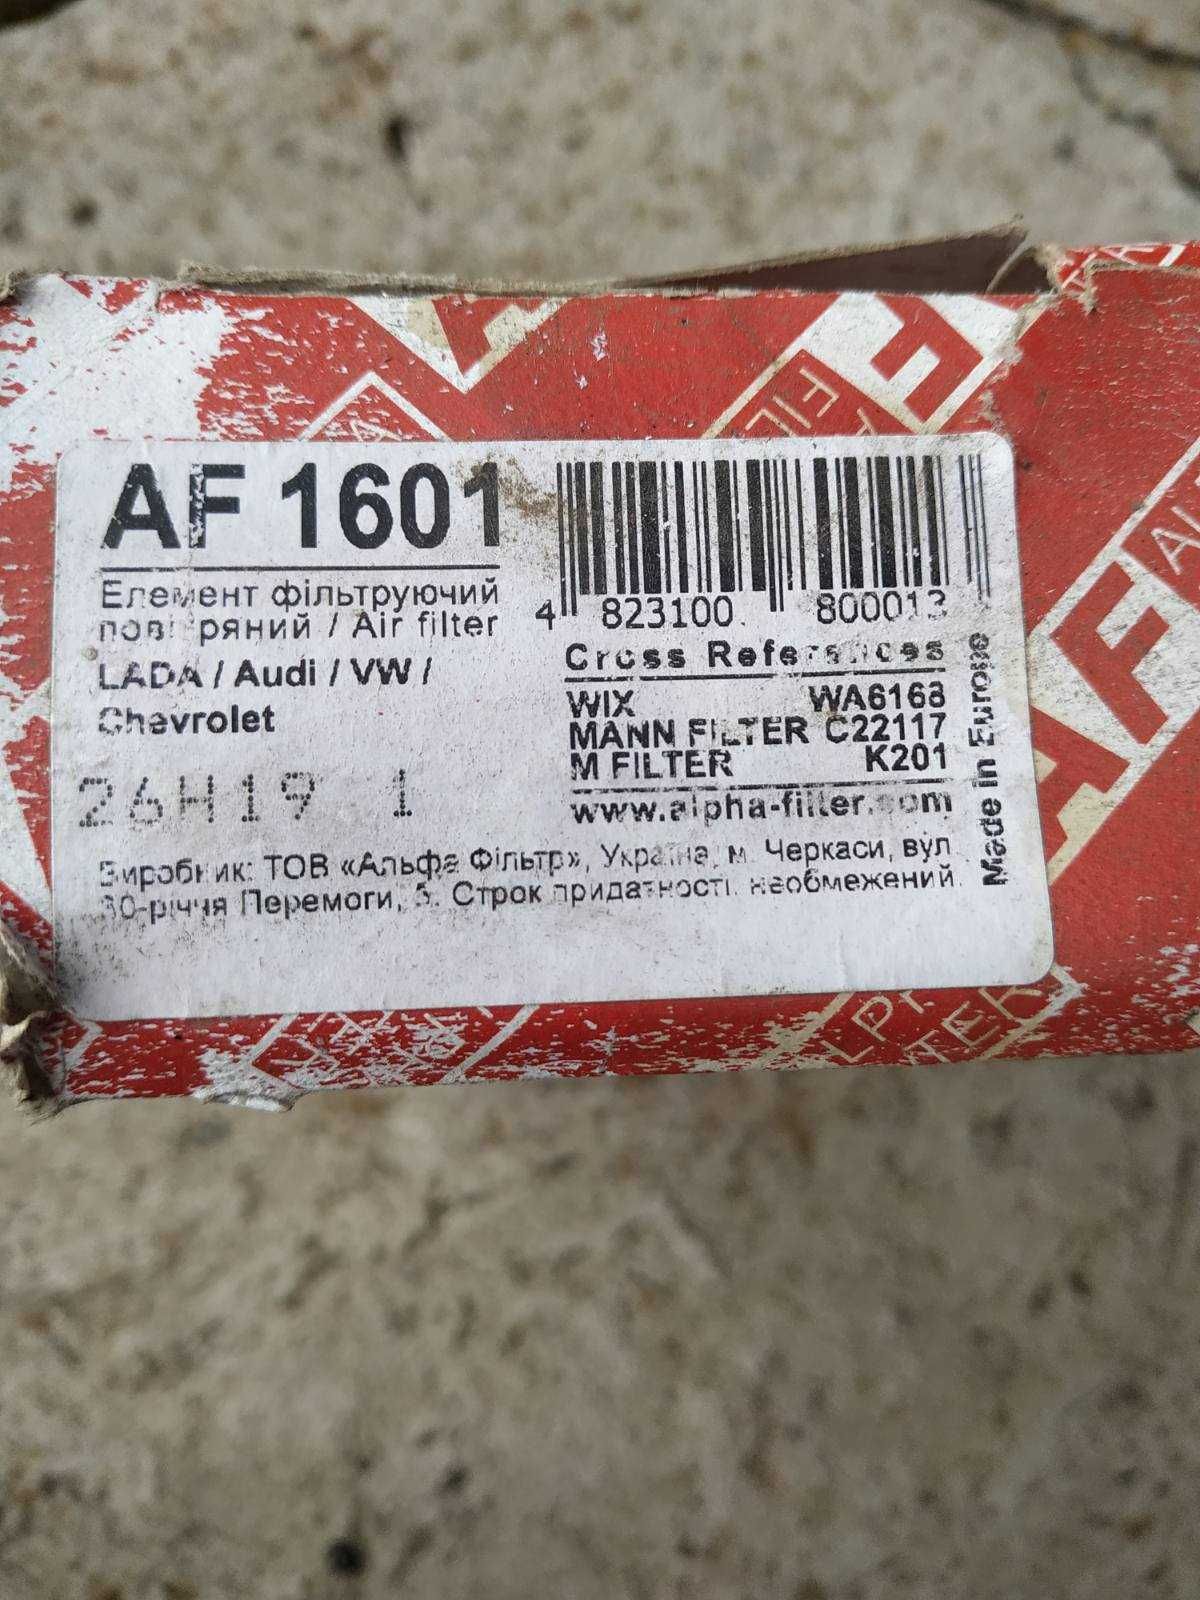 AF 1601
Елемент фільтруючий
повітряний / Air filter
LADA / Audi / VW /
Chevrolet
26H19 1
4 823100 800013
Cross References
WIX WA6168
MANN FILTER C22117
M FILTER K201
www.alpha-filter.com
Made in Europe
Виробник: ТОВ «Альфа Фільтр», Україна, м. Черкаси, вул.
30-річчя Перемоги, 5. Строк придатності: необмежений.